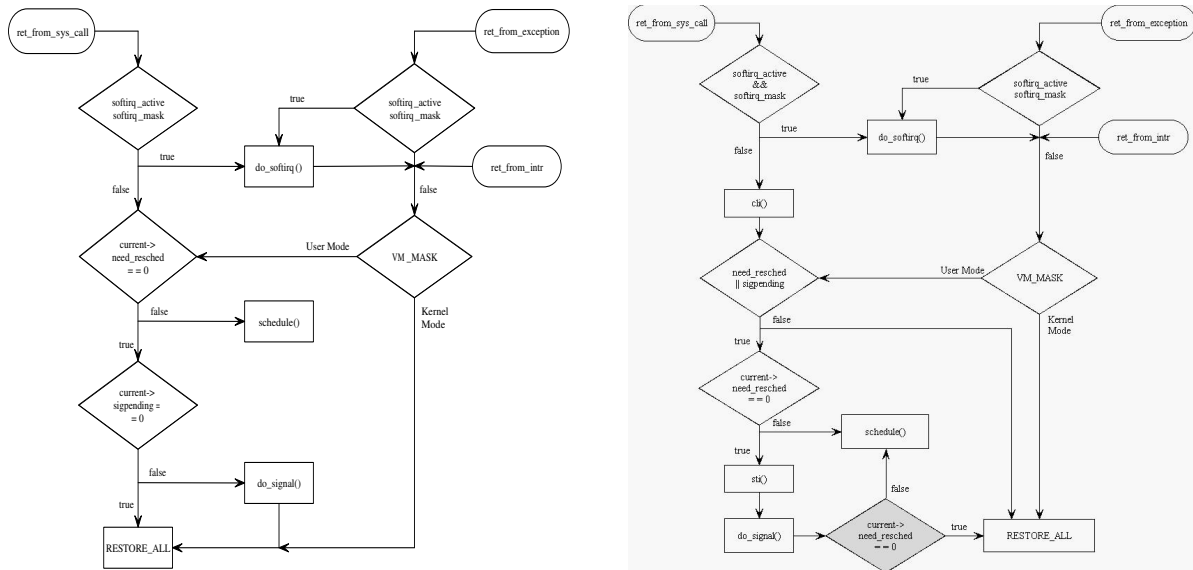 ret_from_sys_call
ret_from_exception
softirq_active
softirq_mask
softirq_active
softirq_mask
true
true
do_softirq()
ret_from_intr
false
false
current->
need_resched
= = 0
User Mode
VM_MASK
Kernel
Mode
false
schedule()
true
current->
sigpending =
= 0
false
do_signal()
true
RESTORE_ALL
ret_from_sys_call
ret_from_exception
softirq_active
&&
softirq_mask
softirq_active
softirq_mask
true
true
do_softirq()
ret_from_intr
false
false
cli()
need_resched
|| sigpending
User Mode
VM_MASK
Kernel
Mode
false
true
current->
need_resched
= = 0
false
schedule()
true
sti()
false
do_signal()
current->
need_resched
= = 0
true
RESTORE_ALL